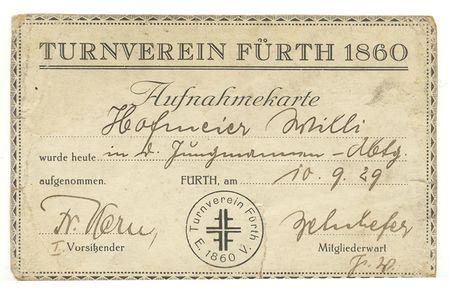 TURNVEREIN FÜRTH 1860
Aufnahmekarte
Hofmeier Willi
wurde heute in d. Jungmannen-Abtg.
aufgenommen. FÜRTH, am 10. 9. 29
Turnverein Fürth
E. 1860 V.
I. Vorsitzender Mitgliederwart